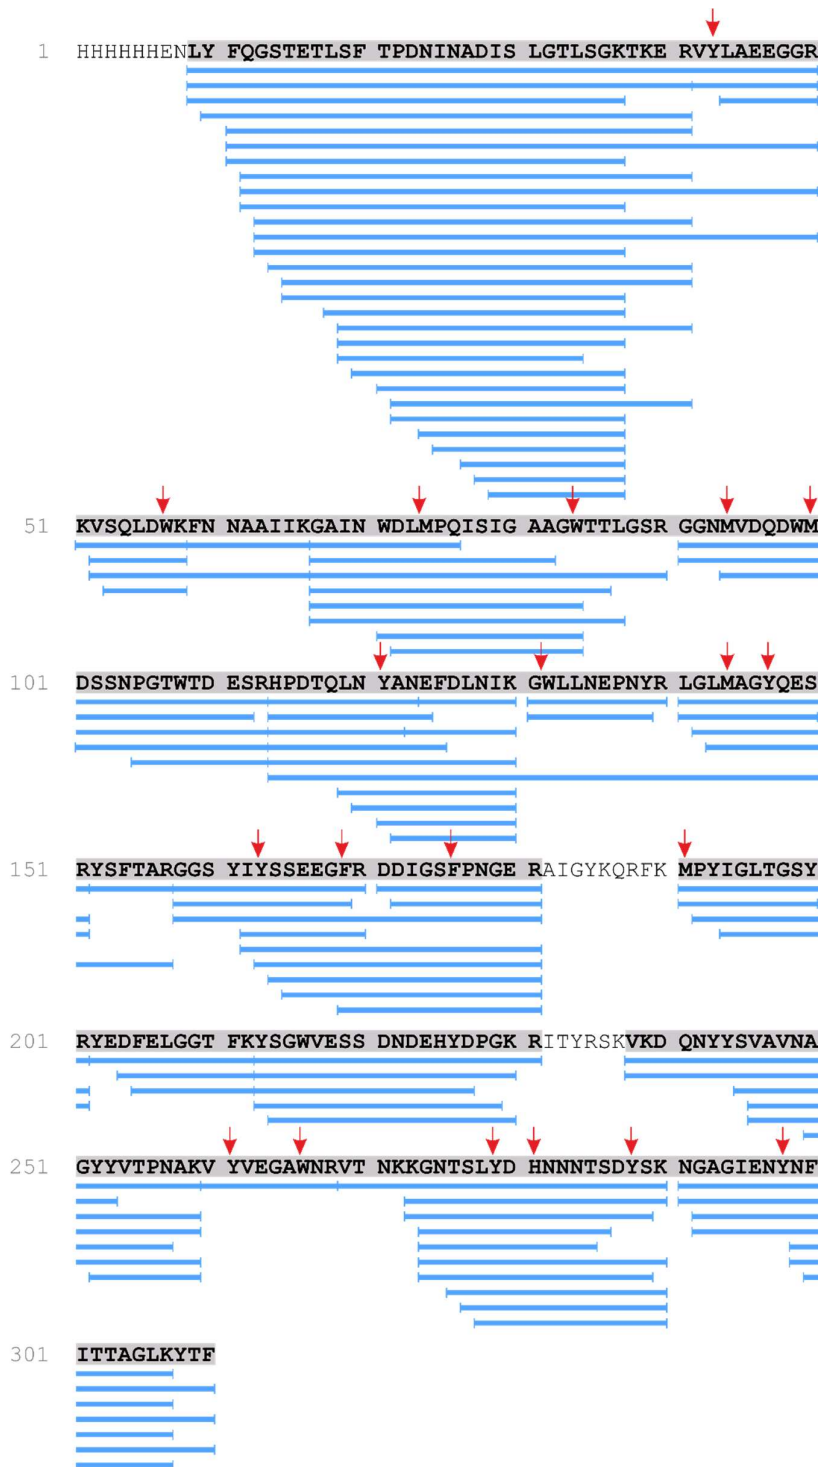 1 HHHHHHENLY FQGSTETLSF TPDNINADIS LGTLSGKTKE RVYLAEEGGR
51 KVSQLDWKFN NAAIIKGAIN WDLMPQISIG AAGWTTLGSR GGNMVDQDWM
101 DSSNPGTWTD ESRHPDTQLN YANEFDLNIK GWLLNEPNYR LGLMAGYQES
151 RYSFTARGGS YIYSSEEGFR DDIGSFPNGE RAIGYKQRFK MPYIGLTGSY
201 RYEDFELGGT FKYSGWVESS DNDEHYDPGK RITYRSKVKD QNYYSVAVNA
251 GYYVTPNAKV YVEGAWNRVT NKKGNTSLYD HNNNTSDYSK NGAGIENYNF
301 ITTAGLKYTF